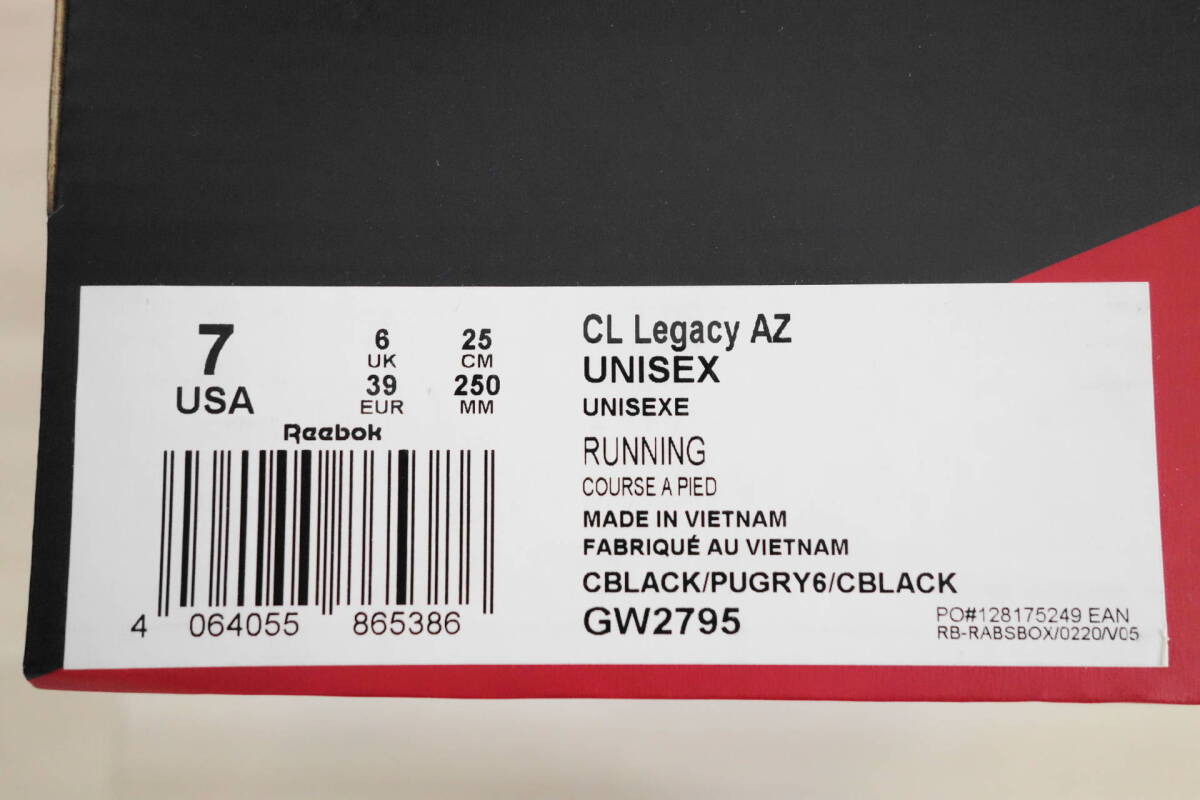 7
USA
6
UK
39
EUR
25
CM
250
MM
Reebok
4 064055 865386
CL Legacy AZ
UNISEX
UNISEXE
RUNNING
COURSE A PIED
MADE IN VIETNAM
FABRIQUÉ AU VIETNAM
CBLACK/PUGRY6/CBLACK
GW2795
PO#128175249 EAN
RB-RABSBOX/0220/V05